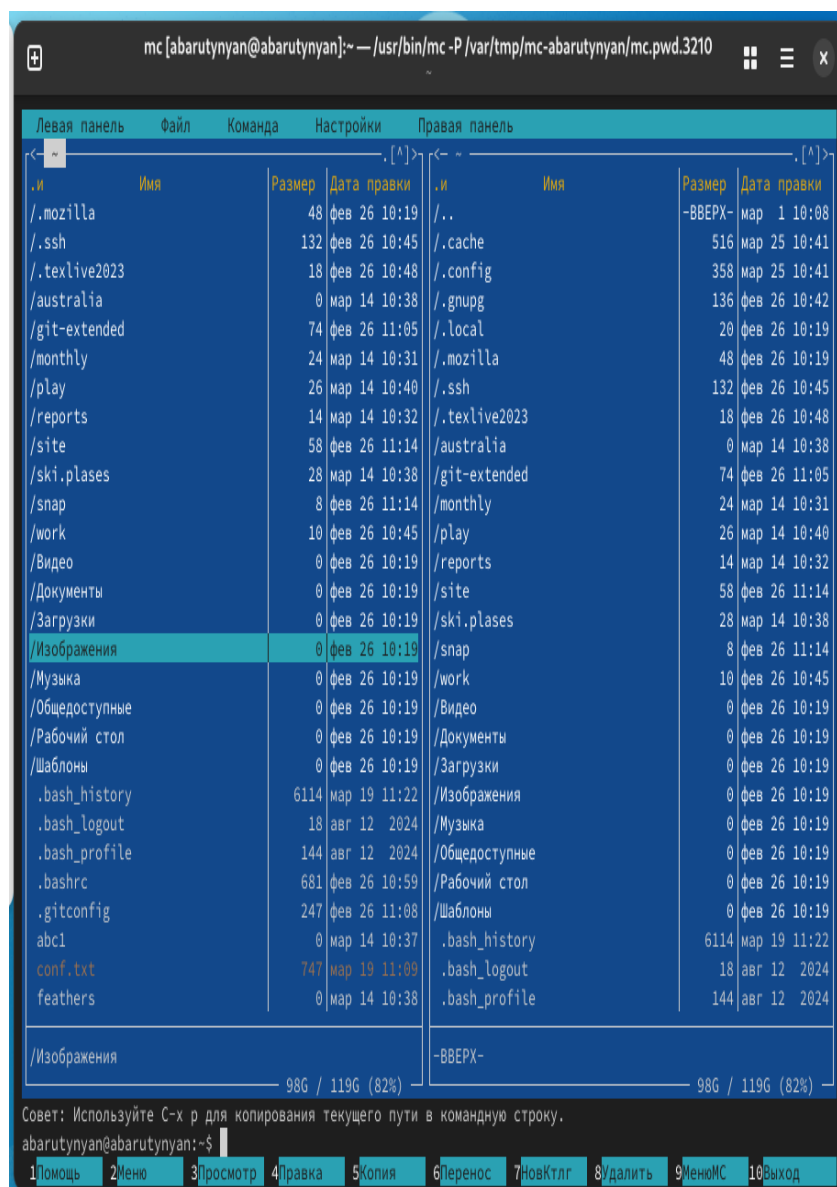 mc [abarutynyan@abarutynyan]:~ — /usr/bin/mc -P /var/tmp/mc-abarutynyan/mc.pwd.3210
~
Левая панель Файл Команда Настройки Правая панель
<- ~ .[^]> <- ~ .[^]>
.и Имя Размер Дата правки .и Имя Размер Дата правки
/.mozilla 48 фев 26 10:19 /.. -ВВЕРХ- мар 1 10:08
/.ssh 132 фев 26 10:45 /.cache 516 мар 25 10:41
/.texlive2023 18 фев 26 10:48 /.config 358 мар 25 10:41
/australia 0 мар 14 10:38 /.gnupg 136 фев 26 10:42
/git-extended 74 фев 26 11:05 /.local 20 фев 26 10:19
/monthly 24 мар 14 10:31 /.mozilla 48 фев 26 10:19
/play 26 мар 14 10:40 /.ssh 132 фев 26 10:45
/reports 14 мар 14 10:32 /.texlive2023 18 фев 26 10:48
/site 58 фев 26 11:14 /australia 0 мар 14 10:38
/ski.plases 28 мар 14 10:38 /git-extended 74 фев 26 11:05
/snap 8 фев 26 11:14 /monthly 24 мар 14 10:31
/work 10 фев 26 10:45 /play 26 мар 14 10:40
/Видео 0 фев 26 10:19 /reports 14 мар 14 10:32
/Документы 0 фев 26 10:19 /site 58 фев 26 11:14
/Загрузки 0 фев 26 10:19 /ski.plases 28 мар 14 10:38
/Изображения 0 фев 26 10:19 /snap 8 фев 26 11:14
/Музыка 0 фев 26 10:19 /work 10 фев 26 10:45
/Общедоступные 0 фев 26 10:19 /Видео 0 фев 26 10:19
/Рабочий стол 0 фев 26 10:19 /Документы 0 фев 26 10:19
/Шаблоны 0 фев 26 10:19 /Загрузки 0 фев 26 10:19
.bash_history 6114 мар 19 11:22 /Изображения 0 фев 26 10:19
.bash_logout 18 авг 12 2024 /Музыка 0 фев 26 10:19
.bash_profile 144 авг 12 2024 /Общедоступные 0 фев 26 10:19
.bashrc 681 фев 26 10:59 /Рабочий стол 0 фев 26 10:19
.gitconfig 247 фев 26 11:08 /Шаблоны 0 фев 26 10:19
abc1 0 мар 14 10:37 .bash_history 6114 мар 19 11:22
conf.txt 747 мар 19 11:09 .bash_logout 18 авг 12 2024
feathers 0 мар 14 10:38 .bash_profile 144 авг 12 2024
/Изображения -ВВЕРХ-
98G / 119G (82%) 98G / 119G (82%)
Совет: Используйте C-x p для копирования текущего пути в командную строку.
abarutynyan@abarutynyan:~$
1Помощь 2Меню 3Просмотр 4Правка 5Копия 6Перенос 7НовКтлг 8Удалить 9МенюМС 10Выход